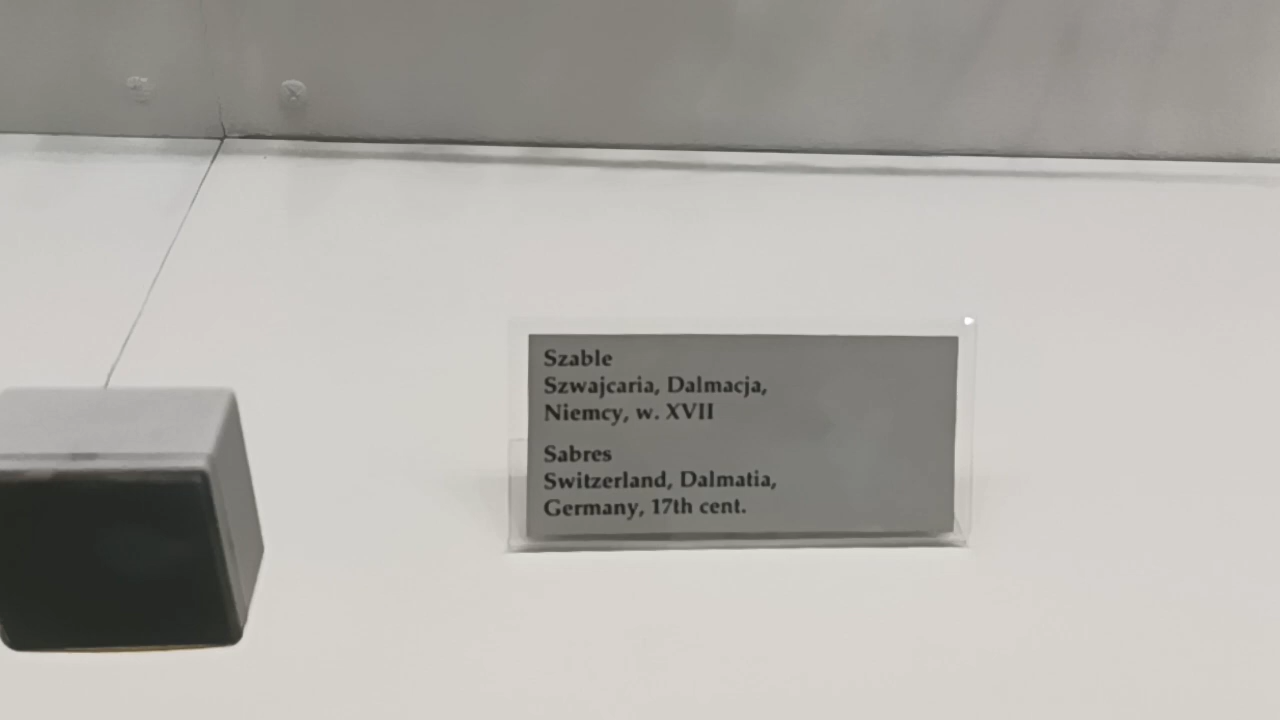 Szable
Szwajcaria, Dalmacja,
Niemcy, w. XVII
Sabres
Switzerland, Dalmatia,
Germany, 17th cent.